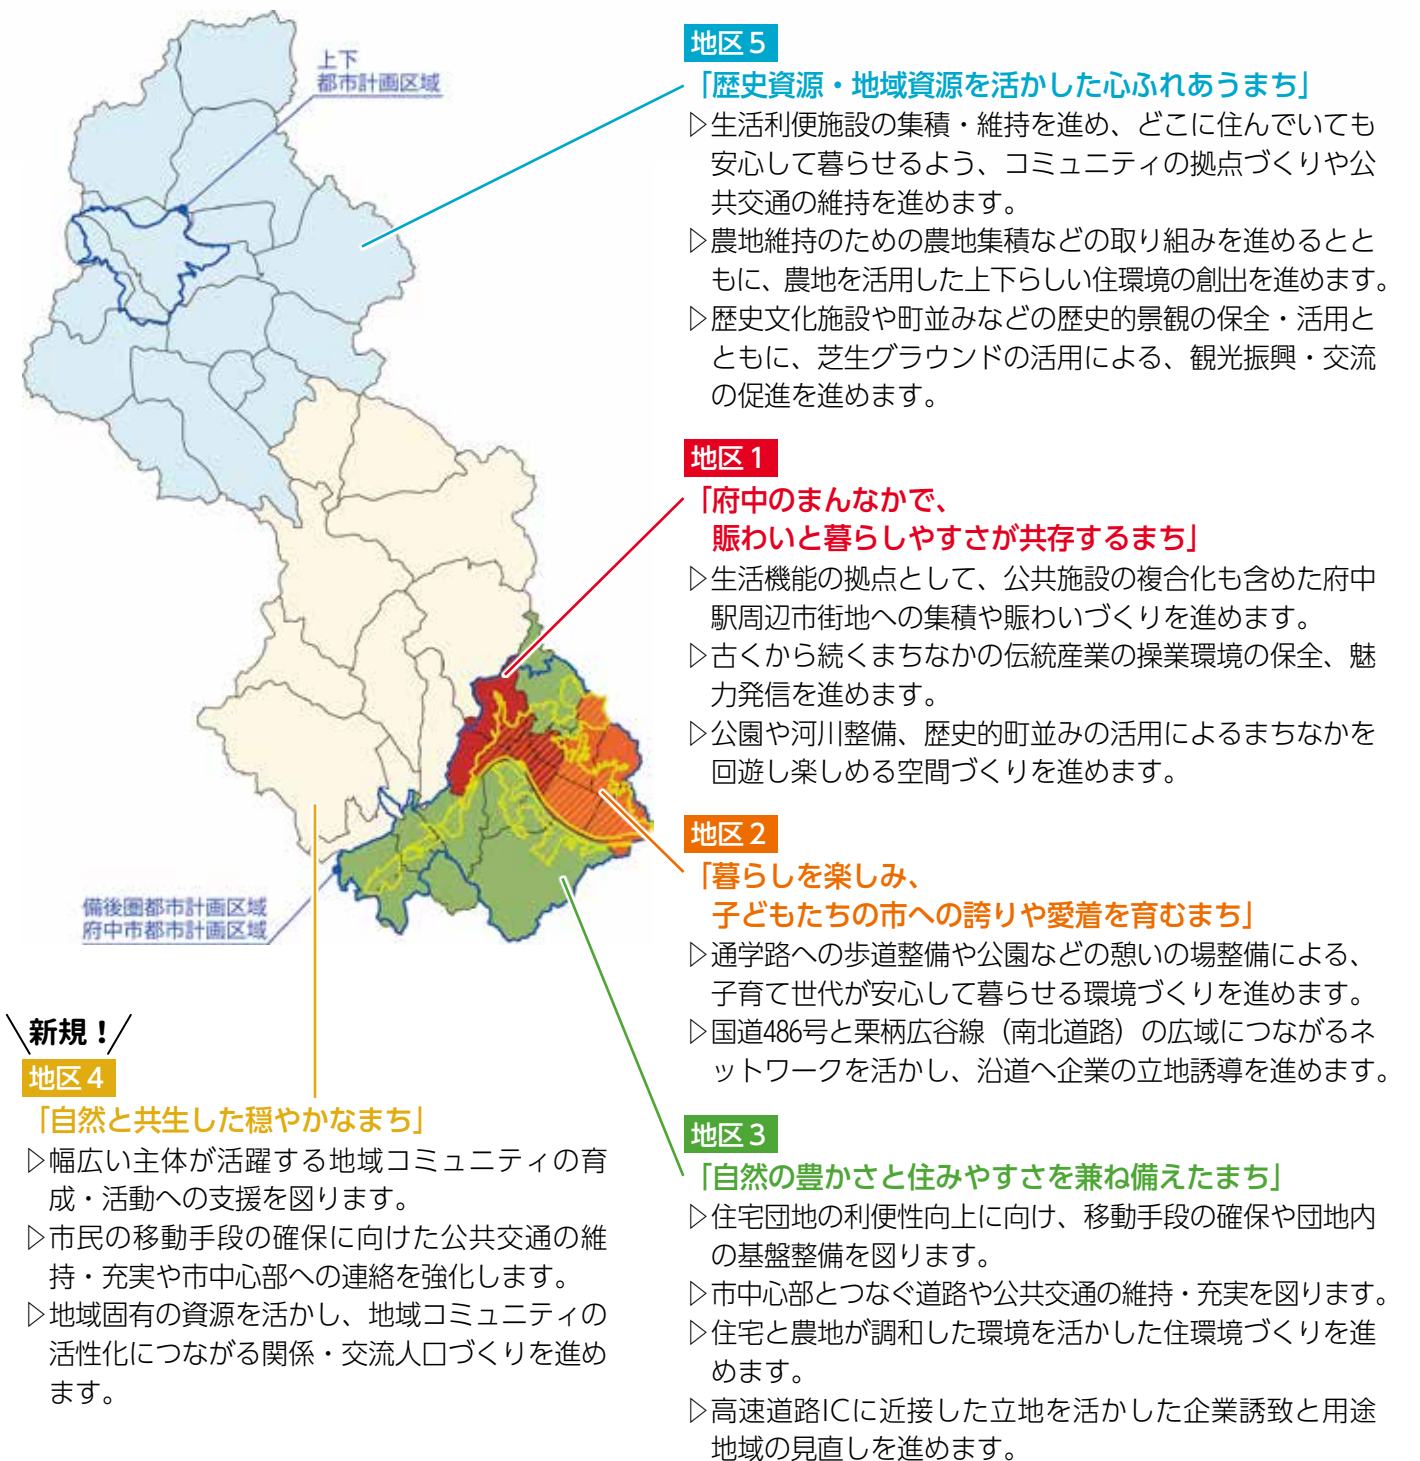 上下
都市計画区域
地区5
「歴史資源・地域資源を活かした心ふれあうまち」
▷生活利便施設の集積・維持を進め、どこに住んでいても
安心して暮らせるよう、コミュニティの拠点づくりや公
共交通の維持を進めます。
▷農地維持のための農地集積などの取り組みを進めるとと
もに、農地を活用した上下らしい住環境の創出を進めます。
▷歴史文化施設や町並みなどの歴史的景観の保全・活用と
ともに、芝生グラウンドの活用による、観光振興・交流
の促進を進めます。
地区1
「府中のまんなかで、
賑わいと暮らしやすさが共存するまち」
▷生活機能の拠点として、公共施設の複合化も含めた府中
駅周辺市街地への集積や賑わいづくりを進めます。
▷古くから続くまちなかの伝統産業の操業環境の保全、魅
力発信を進めます。
▷公園や河川整備、歴史的町並みの活用によるまちなかを
回遊し楽しめる空間づくりを進めます。
地区2
「暮らしを楽しみ、
子どもたちの市への誇りや愛着を育むまち」
▷通学路への歩道整備や公園などの憩いの場整備による、
子育て世代が安心して暮らせる環境づくりを進めます。
▷国道486号と栗柄広谷線（南北道路）の広域につながるネ
ットワークを活かし、沿道へ企業の立地誘導を進めます。
地区3
「自然の豊かさと住みやすさを兼ね備えたまち」
▷住宅団地の利便性向上に向け、移動手段の確保や団地内
の基盤整備を図ります。
▷市中心部とつなぐ道路や公共交通の維持・充実を図ります。
▷住宅と農地が調和した環境を活かした住環境づくりを進
めます。
▷高速道路ICに近接した立地を活かした企業誘致と用途
地域の見直しを進めます。
備後圏都市計画区域
府中市都市計画区域
新規！
地区4
「自然と共生した穏やかなまち」
▷幅広い主体が活躍する地域コミュニティの育
成・活動への支援を図ります。
▷市民の移動手段の確保に向けた公共交通の維
持・充実や市中心部への連絡を強化します。
▷地域固有の資源を活かし、地域コミュニティの
活性化につながる関係・交流人口づくりを進め
ます。